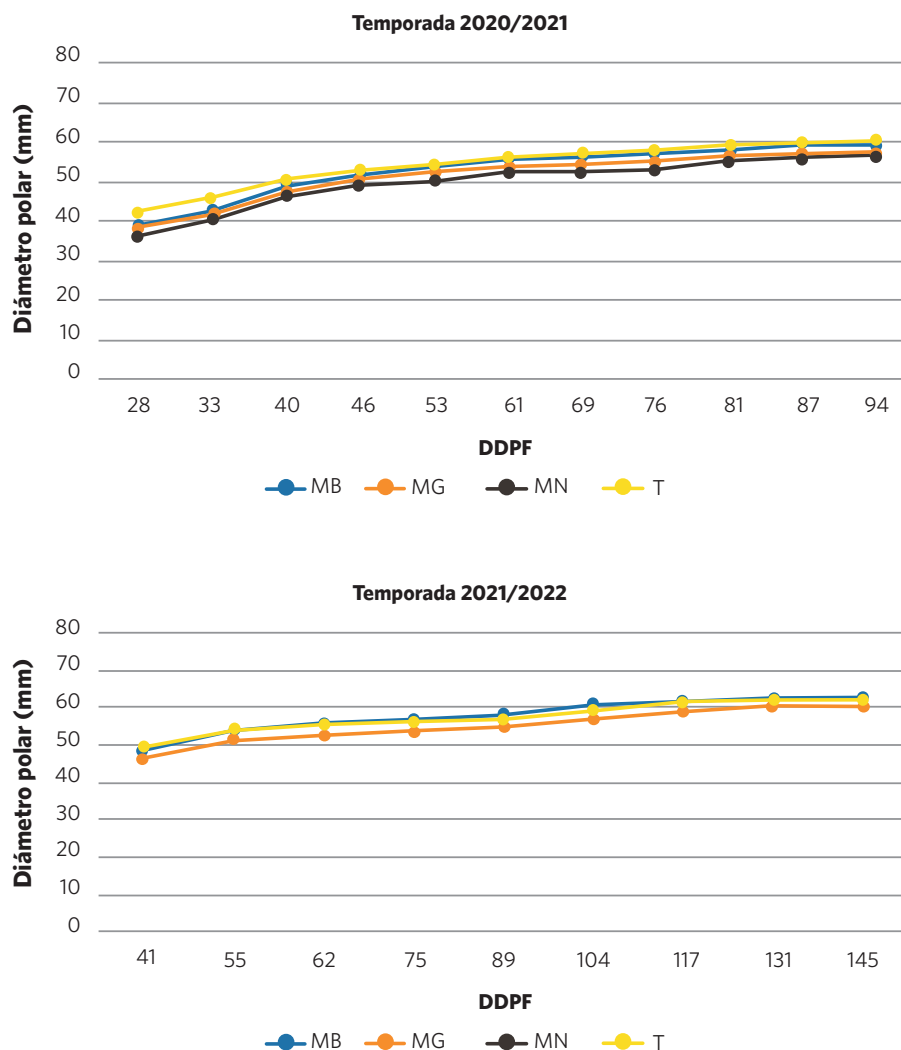 Temporada 2020/2021
80
70
60
50
40
30
20
10
0
Diámetro polar (mm)
28 33 40 46 53 61 69 76 81 87 94
DDPF
MB MG MN T
Temporada 2021/2022
80
70
60
50
40
30
20
10
0
Diámetro polar (mm)
41 55 62 75 89 104 117 131 145
DDPF
MB MG MN T